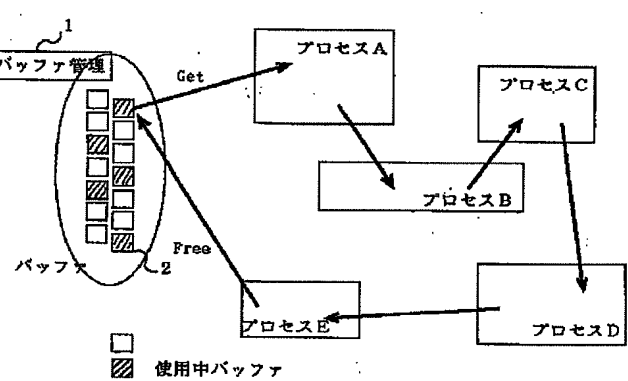 1
バッファ管理
Get
プロセスA
プロセスC
プロセスB
Free
2
バッファ
プロセスE
プロセスD
使用中バッファ